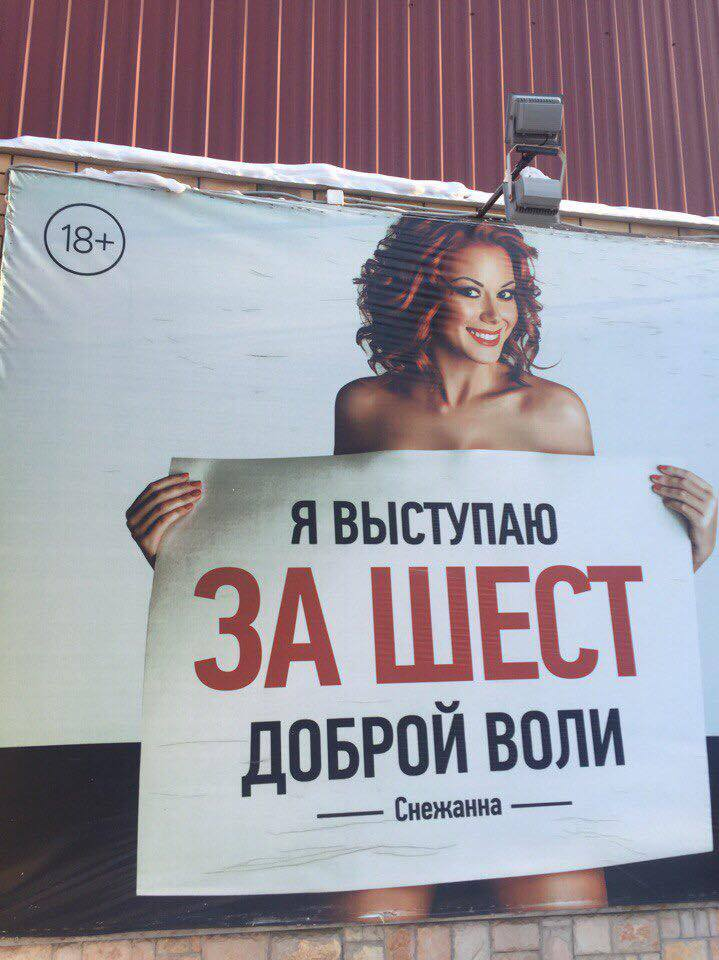 18+
Я ВЫСТУПАЮ
ЗА ШЕСТ
ДОБРОЙ ВОЛИ
Снежанна